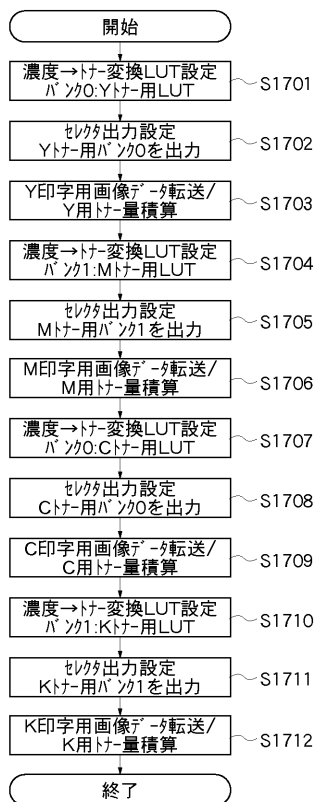 開始
濃度→ﾄﾅｰ変換LUT設定
ﾊﾞﾝｸ0:Yﾄﾅｰ用LUT
S1701
ｾﾚｸﾀ出力設定
Yﾄﾅｰ用ﾊﾞﾝｸ0を出力
S1702
Y印字用画像ﾃﾞｰﾀ転送/
Y用ﾄﾅｰ量積算
S1703
濃度→ﾄﾅｰ変換LUT設定
ﾊﾞﾝｸ1:Mﾄﾅｰ用LUT
S1704
ｾﾚｸﾀ出力設定
Mﾄﾅｰ用ﾊﾞﾝｸ1を出力
S1705
M印字用画像ﾃﾞｰﾀ転送/
M用ﾄﾅｰ量積算
S1706
濃度→ﾄﾅｰ変換LUT設定
ﾊﾞﾝｸ0:Cﾄﾅｰ用LUT
S1707
ｾﾚｸﾀ出力設定
Cﾄﾅｰ用ﾊﾞﾝｸ0を出力
S1708
C印字用画像ﾃﾞｰﾀ転送/
C用ﾄﾅｰ量積算
S1709
濃度→ﾄﾅｰ変換LUT設定
ﾊﾞﾝｸ1:Kﾄﾅｰ用LUT
S1710
ｾﾚｸﾀ出力設定
Kﾄﾅｰ用ﾊﾞﾝｸ1を出力
S1711
K印字用画像ﾃﾞｰﾀ転送/
K用ﾄﾅｰ量積算
S1712
終了